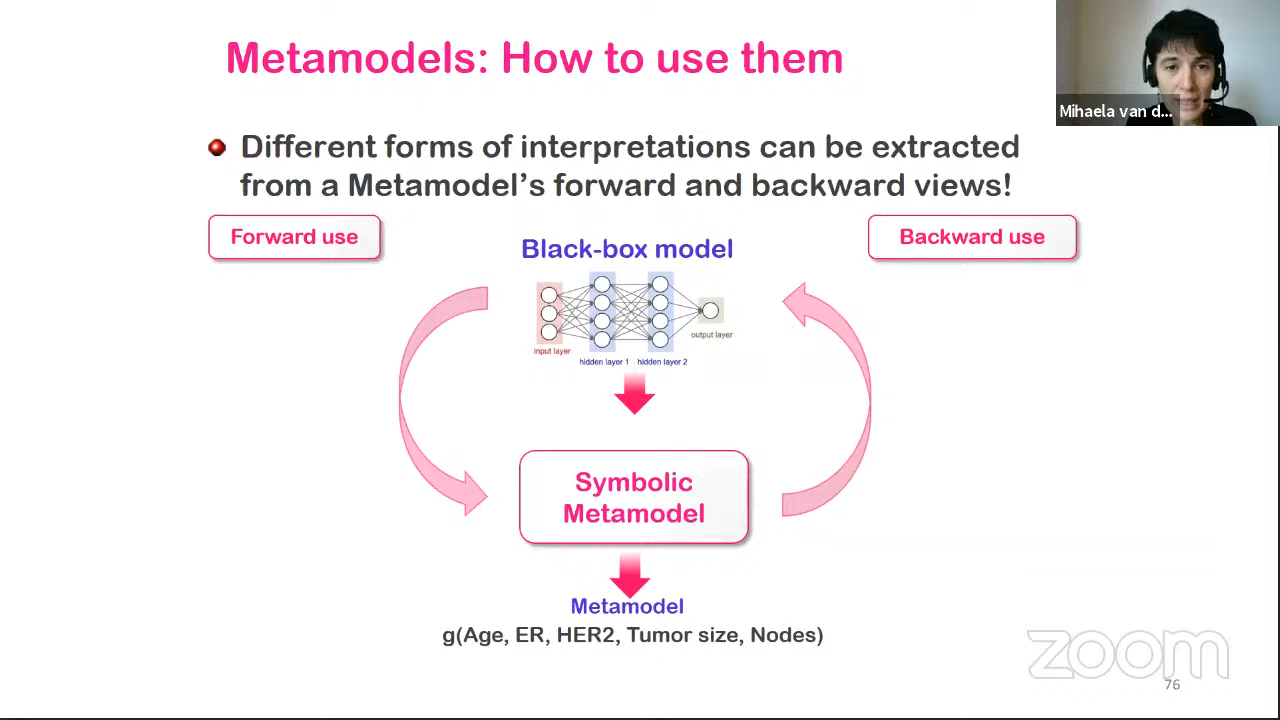 Metamodels: How to use them
Mihaela van d...
Different forms of interpretations can be extracted
from a Metamodel's forward and backward views!
Forward use
Black-box model
Backward use
input layer
hidden layer 1
hidden layer 2
output layer
Symbolic
Metamodel
Metamodel
g(Age, ER, HER2, Tumor size, Nodes)
zoom
76